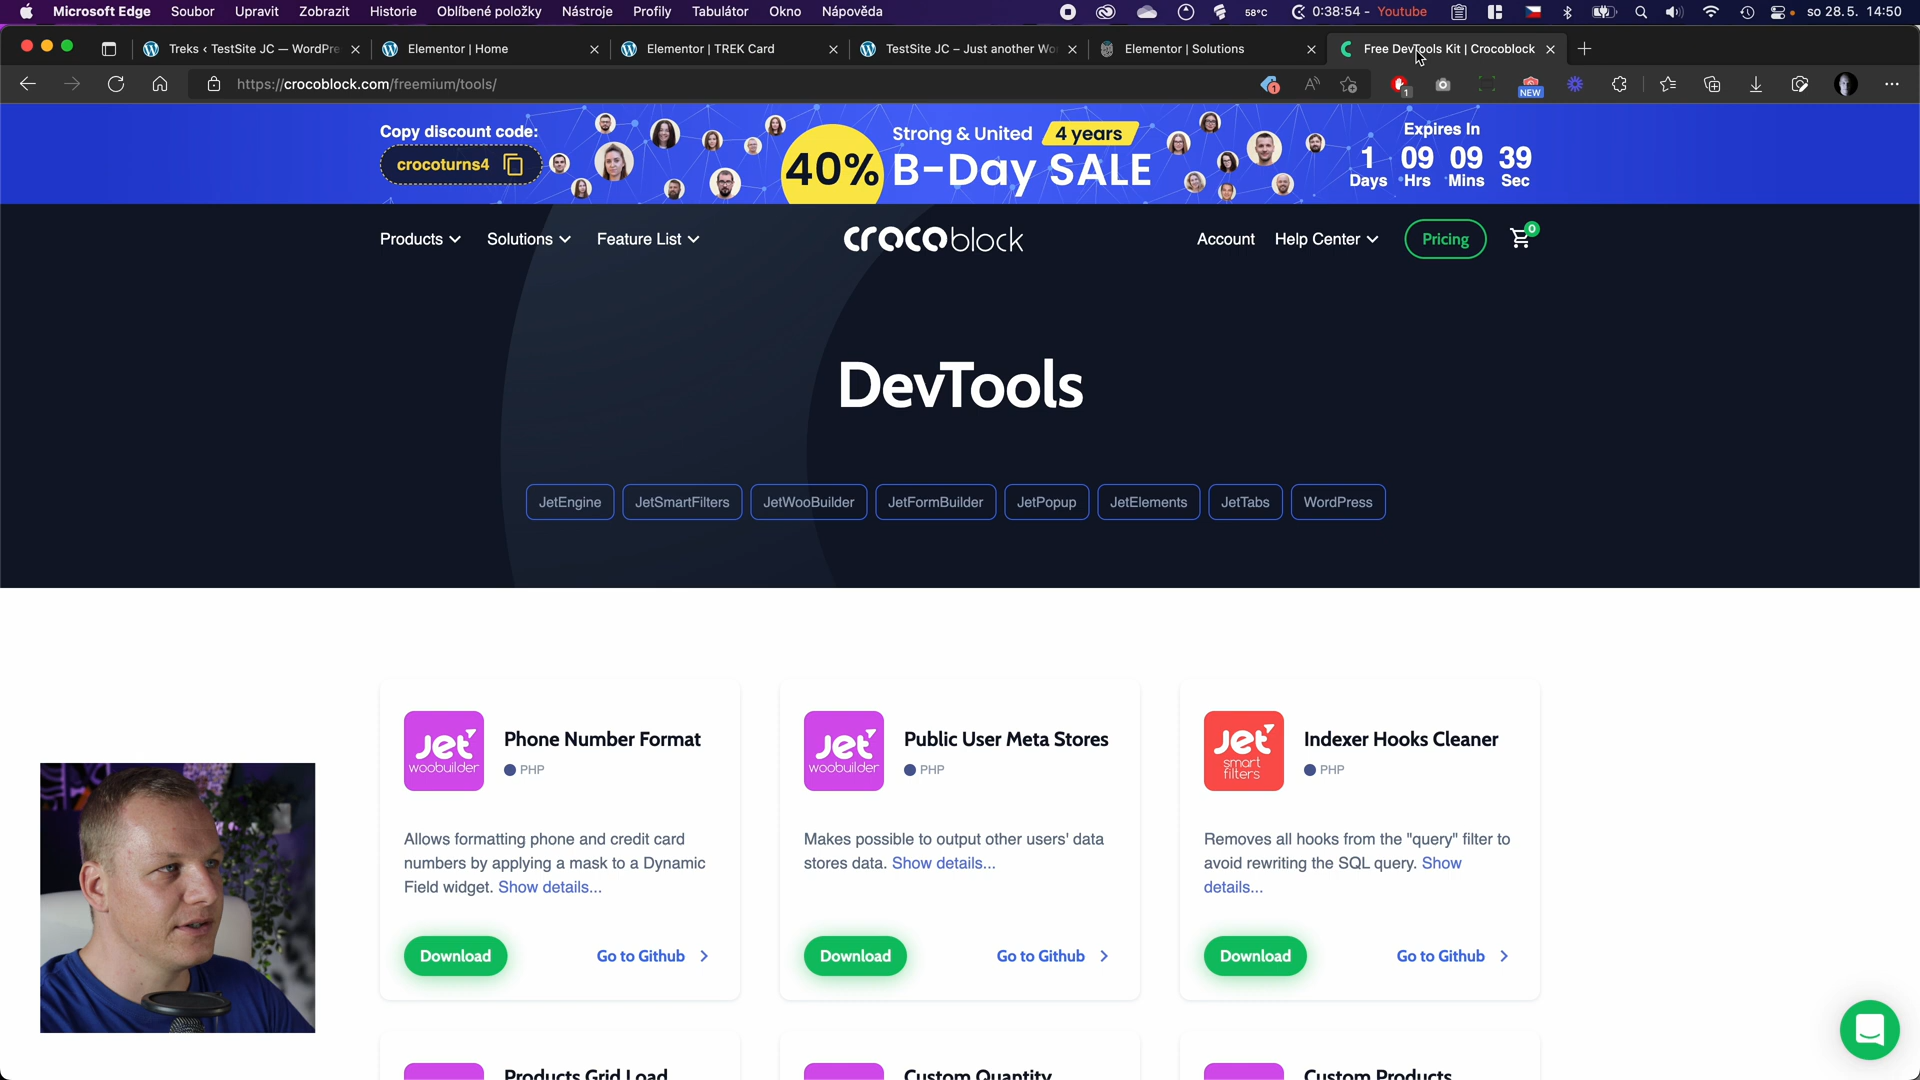 Microsoft Edge Soubor Upravit Zobrazit Historie Oblíbené položky Nástroje Profily Tabulátor Okno Nápověda 58°C 0:38:54 - Youtube so 28.5. 14:50
Treks ‹ TestSite JC — WordPre Elementor | Home Elementor | TREK Card TestSite JC – Just another Wo Elementor | Solutions Free DevTools Kit | Crocoblock
https://crocoblock.com/freemium/tools/ 1 1 NEW
Copy discount code:
crocoturns4
40%
Strong & United 4 years
B-Day SALE
Expires In
1 09 09 39
Days Hrs Mins Sec
Products Solutions Feature List crocoblock Account Help Center Pricing 0
DevTools
JetEngine JetSmartFilters JetWooBuilder JetFormBuilder JetPopup JetElements JetTabs WordPress
Jet woobuilder
Phone Number Format
PHP
Allows formatting phone and credit card
numbers by applying a mask to a Dynamic
Field widget. Show details...
Download Go to Github
Jet woobuilder
Public User Meta Stores
PHP
Makes possible to output other users' data
stores data. Show details...
Download Go to Github
Jet smart filters
Indexer Hooks Cleaner
PHP
Removes all hooks from the "query" filter to
avoid rewriting the SQL query. Show
details...
Download Go to Github
Products Grid Load Custom Quantity Custom Products